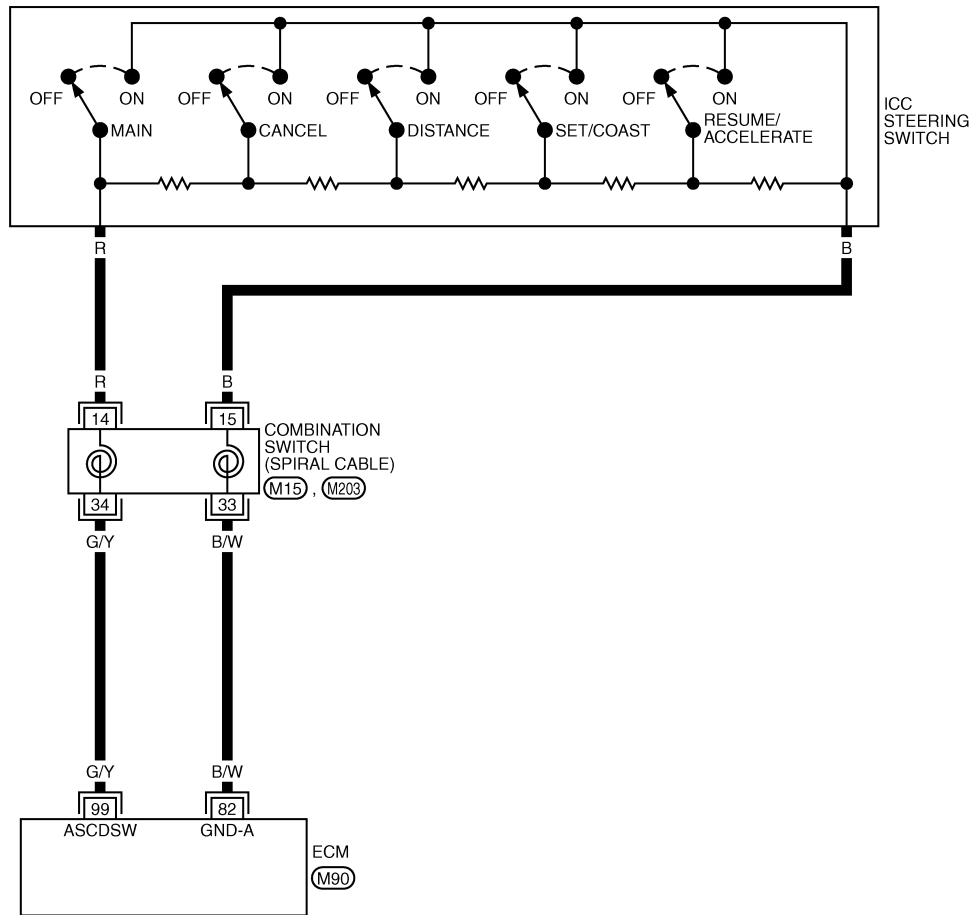 OFF ON OFF ON OFF ON OFF ON OFF ON
MAIN CANCEL DISTANCE SET/COAST RESUME/
ACCELERATE
ICC
STEERING
SWITCH
R B
R B
14 15
COMBINATION
SWITCH
(SPIRAL CABLE)
M15 , M203
34 33
G/Y B/W
G/Y B/W
99 82
ASCDSW GND-A
ECM
M90